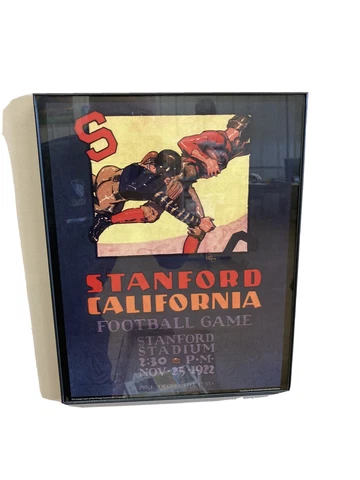 S
STANFORD
CALIFORNIA
FOOTBALL GAME
STANFORD
STADIUM
2:30 P·M·
NOV·25·1922